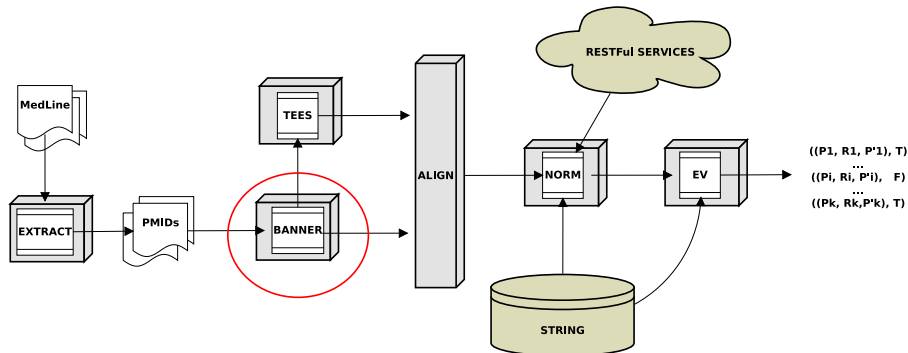 RESTFul SERVICES
MedLine
TEES
ALIGN
NORM
EV
((P1, R1, P'1), T)
...
((Pi, Ri, P'i), F)
...
((Pk, Rk,P'k), T)
EXTRACT
PMIDs
BANNER
STRING